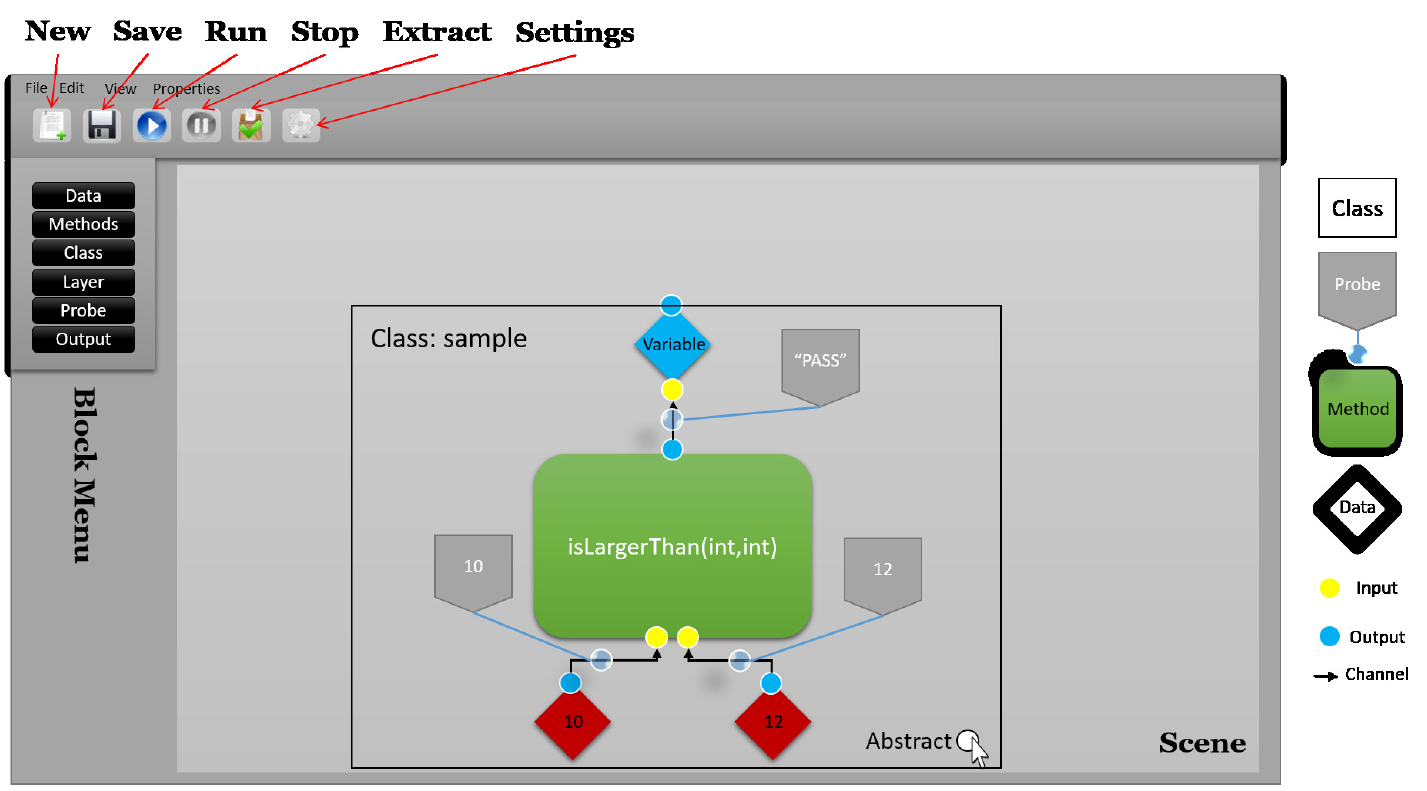 New Save Run Stop Extract Settings
File Edit View Properties
Data
Methods
Class
Layer
Probe
Output
Block Menu
Class: sample
Variable
“PASS”
isLargerThan(int,int)
10
12
10
12
Abstract
Scene
Class
Probe
Method
Data
Input
Output
Channel